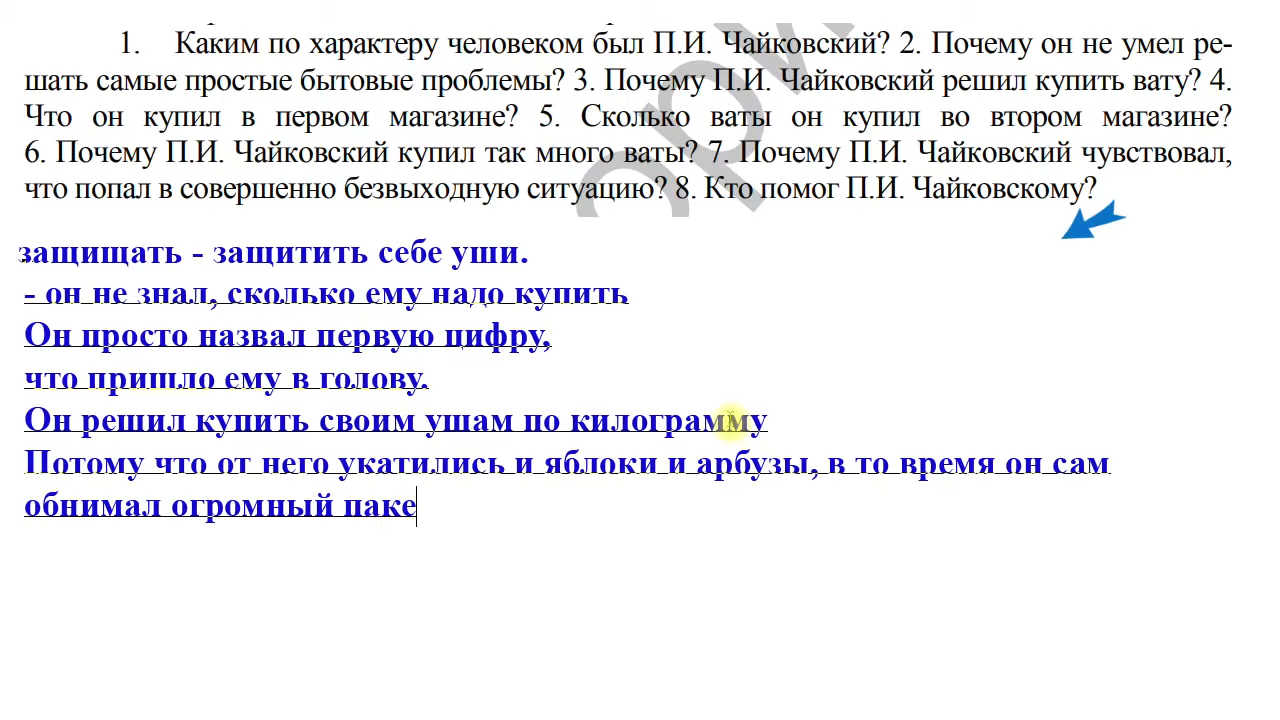 1. Каким по характеру человеком был П.И. Чайковский? 2. Почему он не умел ре-
шать самые простые бытовые проблемы? 3. Почему П.И. Чайковский решил купить вату? 4.
Что он купил в первом магазине? 5. Сколько ваты он купил во втором магазине?
6. Почему П.И. Чайковский купил так много ваты? 7. Почему П.И. Чайковский чувствовал,
что попал в совершенно безвыходную ситуацию? 8. Кто помог П.И. Чайковскому?
защищать - защитить себе уши.
- он не знал, сколько ему надо купить
Он просто назвал первую цифру,
что пришло ему в голову.
Он решил купить своим ушам по килограмму
Потому что от него укатились и яблоки и арбузы, в то время он сам
обнимал огромный паке